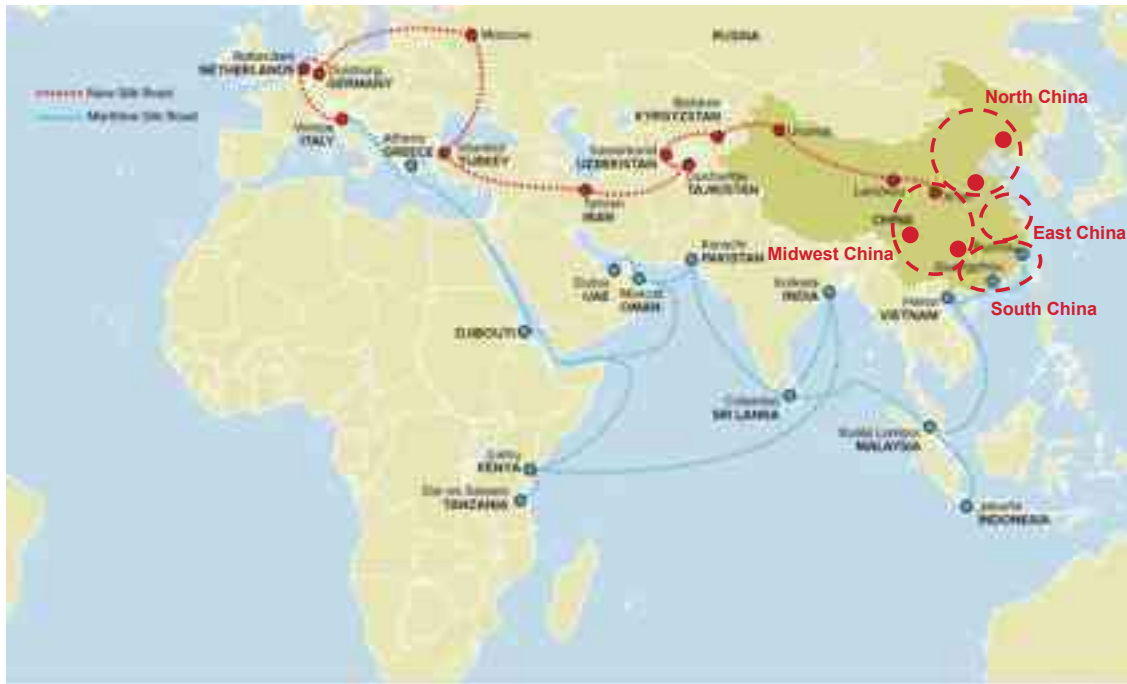 New Silk Road
Maritime Silk Road
Moscow
RUSSIA
Rotterdam
NETHERLANDS
Duisburg
GERMANY
Venice
ITALY
Athens
GREECE
Istanbul
TURKEY
Bishkek
KYRGYZSTAN
Samarkand
UZBEKISTAN
Dushanbe
TAJIKISTAN
Urumqi
Lanzhou
Tehran
IRAN
CHINA
North China
East China
Midwest China
South China
Karachi
PAKISTAN
Dubai
UAE
Muscat
OMAN
Kolkata
INDIA
Hanoi
VIETNAM
DJIBOUTI
Colombo
SRI LANKA
Kuala Lumpur
MALAYSIA
KENYA
Dar es Salaam
TANZANIA
Jakarta
INDONESIA